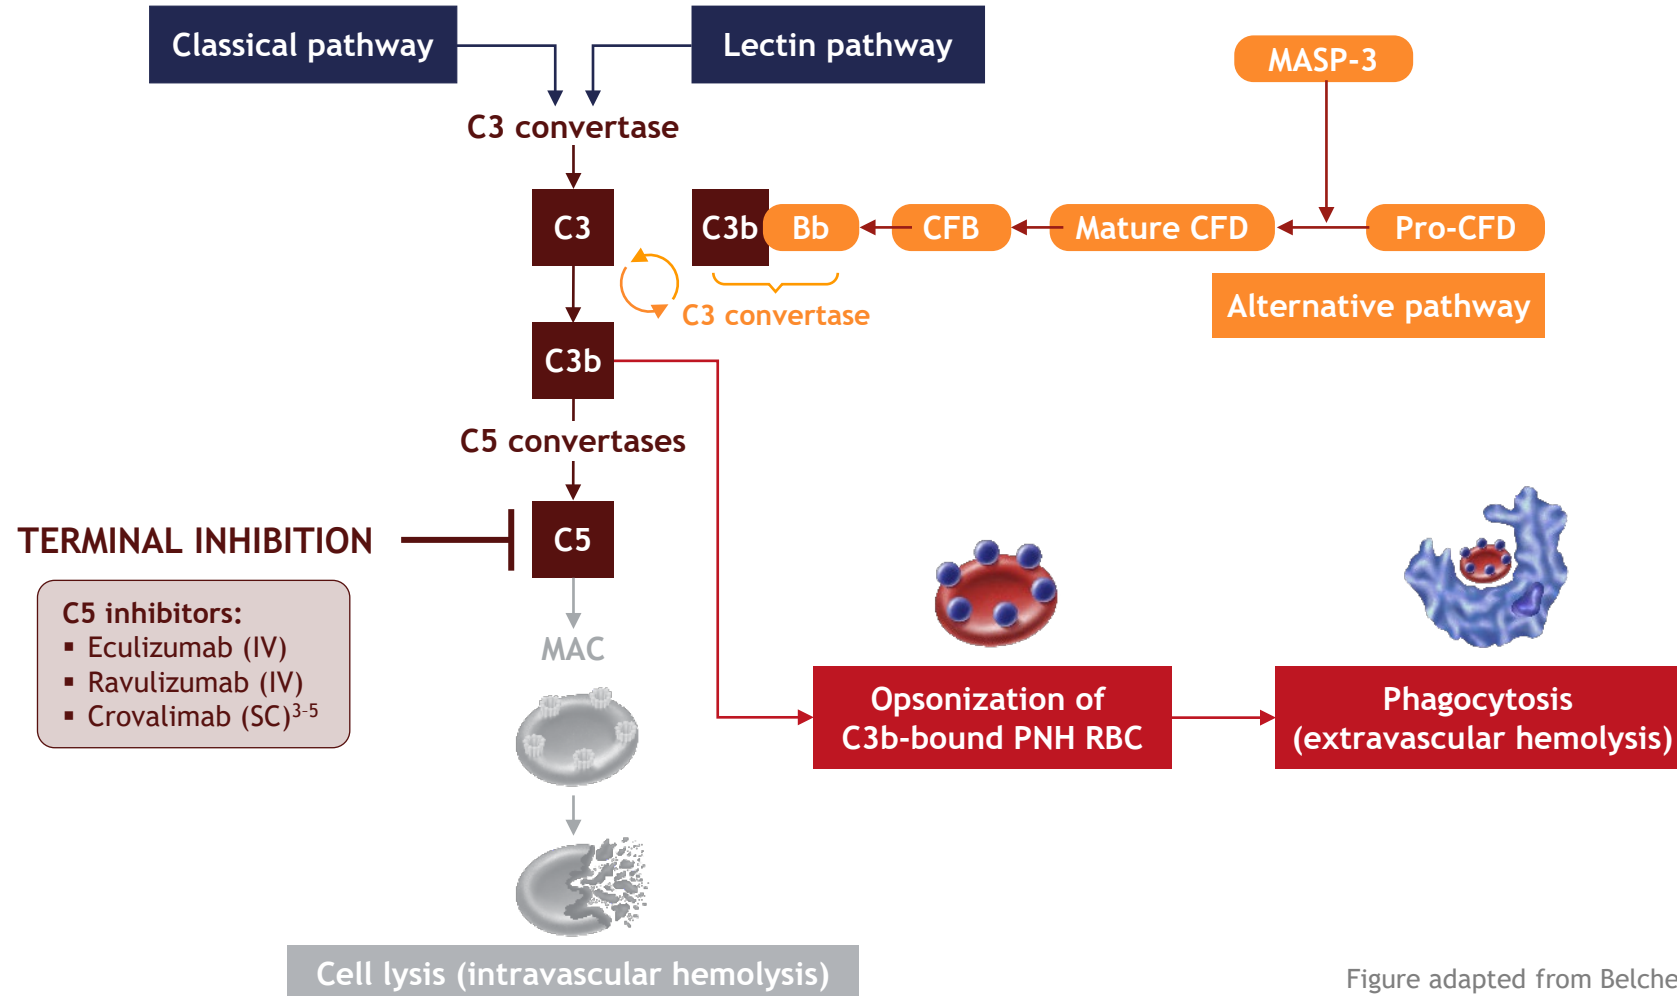 Classical pathway
Lectin pathway
MASP-3
C3 convertase
C3
C3b
Bb
CFB
Mature CFD
Pro-CFD
C3 convertase
Alternative pathway
C3b
C5 convertases
TERMINAL INHIBITION
C5
C5 inhibitors:
▪ Eculizumab (IV)
▪ Ravulizumab (IV)
▪ Crovalimab (SC)³⁻⁵
MAC
Opsonization of
C3b-bound PNH RBC
Phagocytosis
(extravascular hemolysis)
Cell lysis (intravascular hemolysis)
Figure adapted from Belche